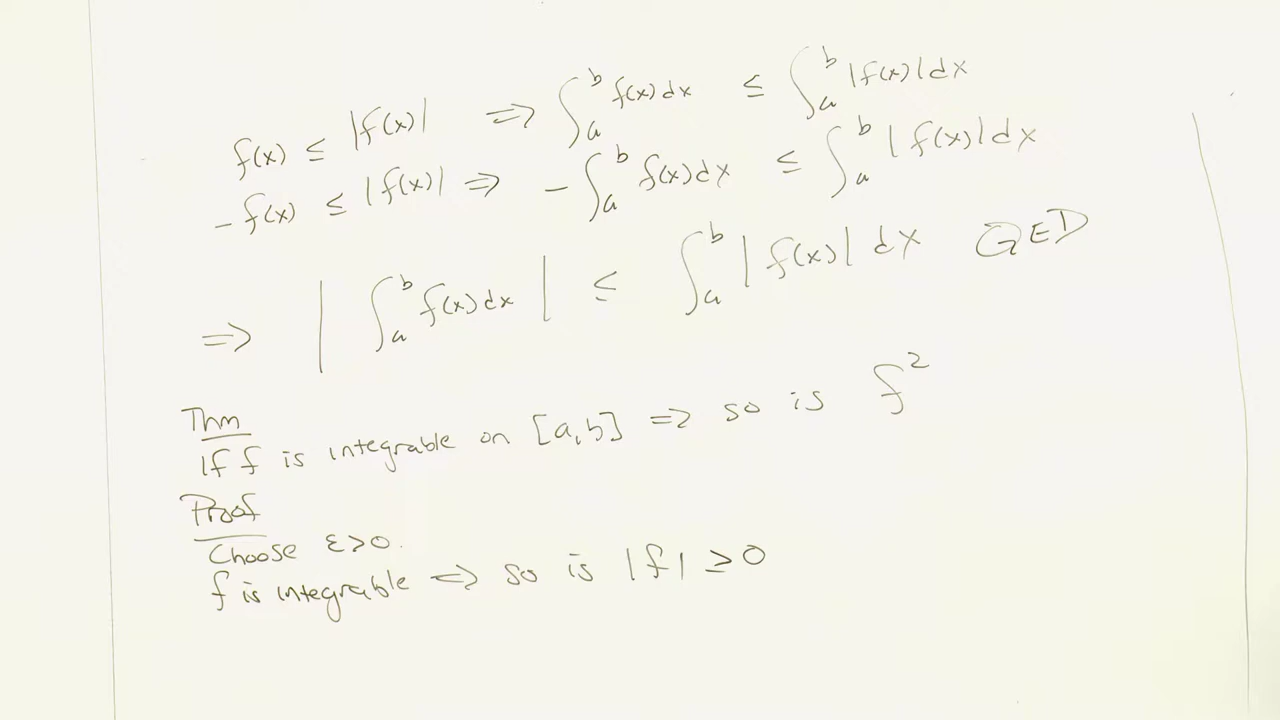 f(x) ≤ |f(x)| ⇒ ∫_a^b f(x)dx ≤ ∫_a^b |f(x)|dx
-f(x) ≤ |f(x)| ⇒ -∫_a^b f(x)dx ≤ ∫_a^b |f(x)|dx
⇒ |∫_a^b f(x)dx| ≤ ∫_a^b |f(x)|dx QED
Thm
If f is integrable on [a,b] ⇒ so is f²
Proof
Choose ε>0.
f is integrable ⇒ so is |f| ≥0